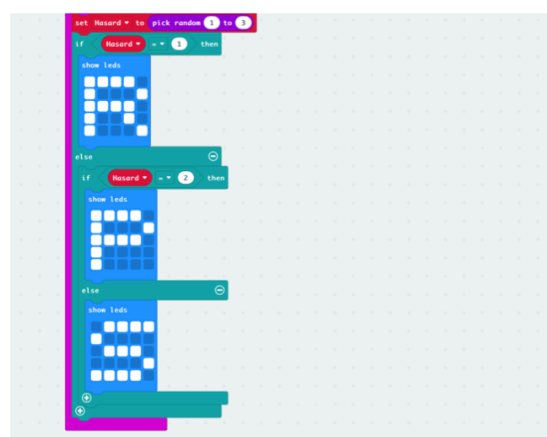 set Hasard to pick random 1 to 3
if Hasard = 1 then
show leds
else
if Hasard = 2 then
show leds
else
show leds